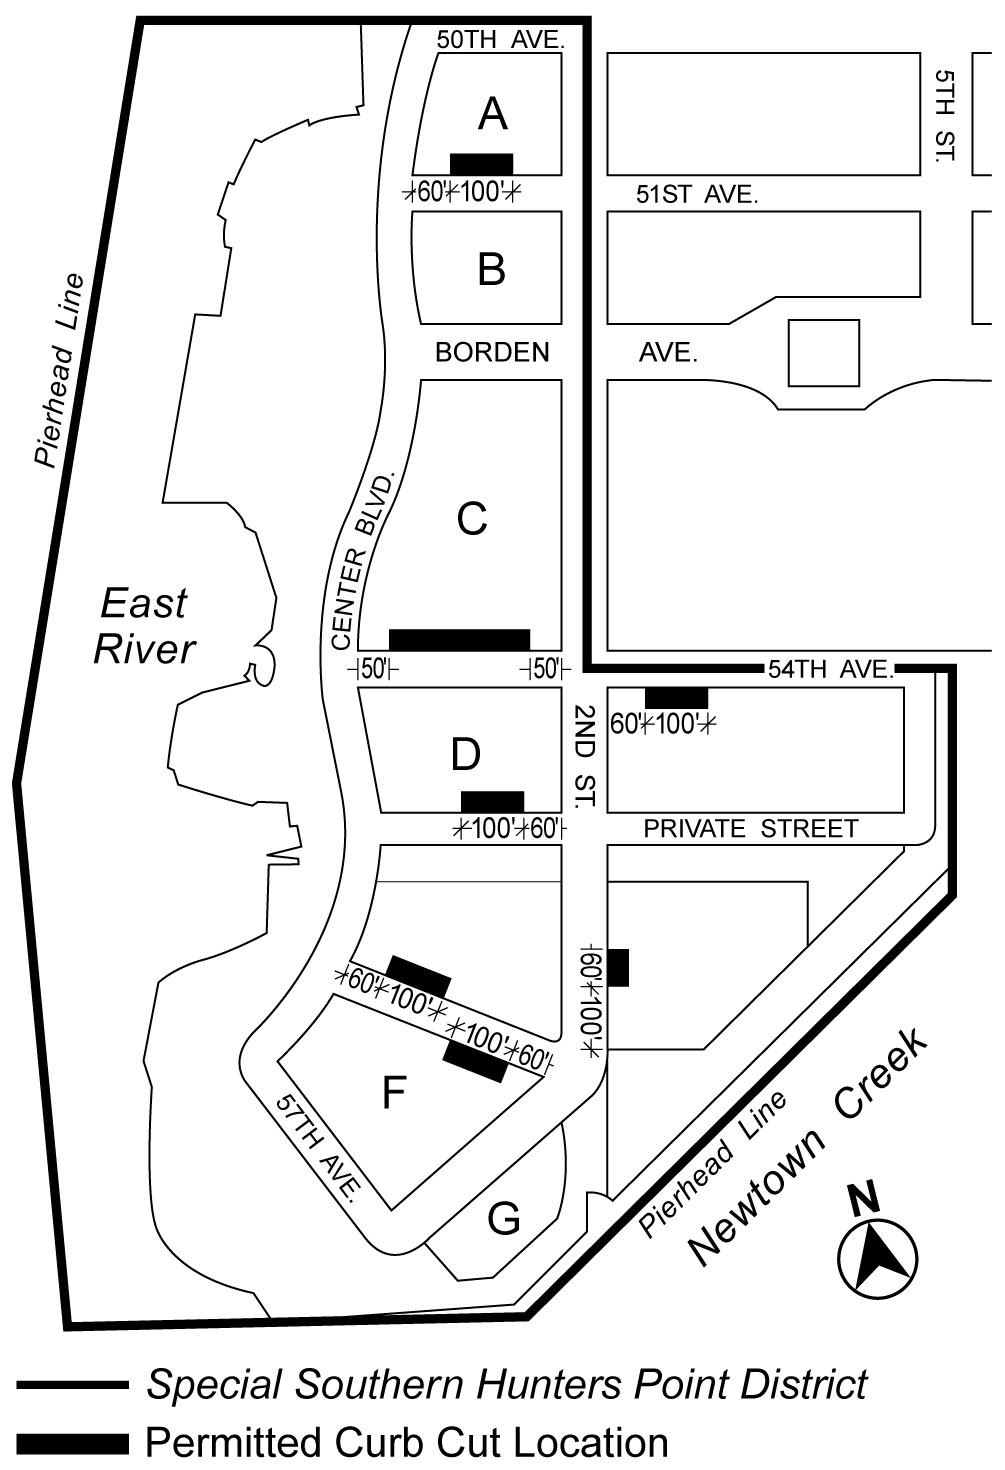 50TH AVE.
A
5TH ST.
60' 100'
51ST AVE.
B
Pierhead Line
BORDEN AVE.
C
CENTER BLVD.
East
River
50' 50'
54TH AVE.
2ND ST.
60' 100'
D
100' 60'
PRIVATE STREET
60' 100'
60' 100'
100' 60'
F
57TH AVE.
G
Pierhead Line
Newtown Creek
N
Special Southern Hunters Point District
Permitted Curb Cut Location